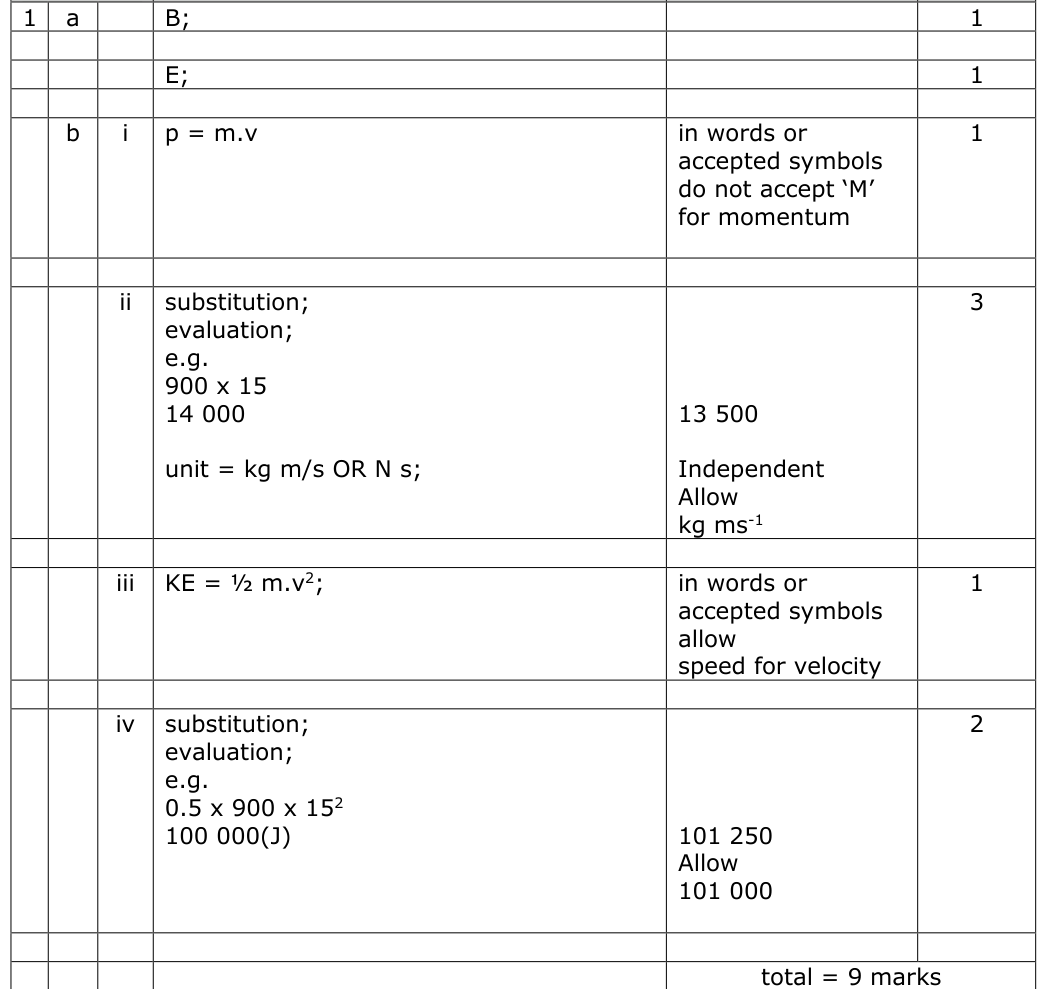 1 a B; 1
E; 1
b i p = m.v in words or 1
accepted symbols
do not accept ‘M’
for momentum
ii substitution; 3
evaluation;
e.g.
900 x 15
14 000 13 500
unit = kg m/s OR N s; Independent
Allow
kg ms⁻¹
iii KE = ½ m.v²; in words or 1
accepted symbols
allow
speed for velocity
iv substitution; 2
evaluation;
e.g.
0.5 x 900 x 15²
100 000(J) 101 250
Allow
101 000
total = 9 marks